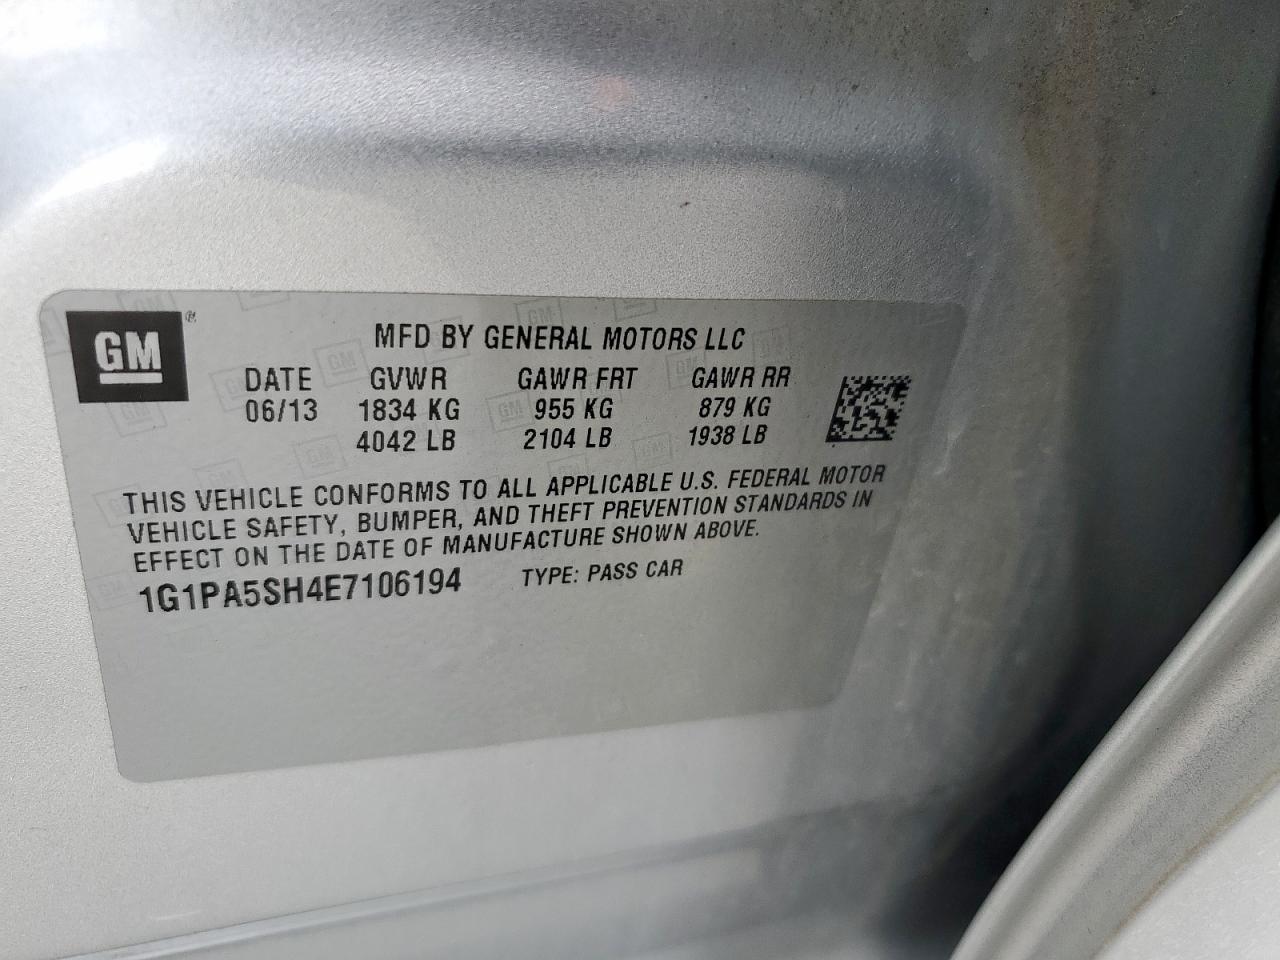 GM®
MFD BY GENERAL MOTORS LLC
DATE GVWR GAWR FRT GAWR RR
06/13 1834 KG 955 KG 879 KG
4042 LB 2104 LB 1938 LB
THIS VEHICLE CONFORMS TO ALL APPLICABLE U.S. FEDERAL MOTOR
VEHICLE SAFETY, BUMPER, AND THEFT PREVENTION STANDARDS IN
EFFECT ON THE DATE OF MANUFACTURE SHOWN ABOVE.
1G1PA5SH4E7106194 TYPE: PASS CAR